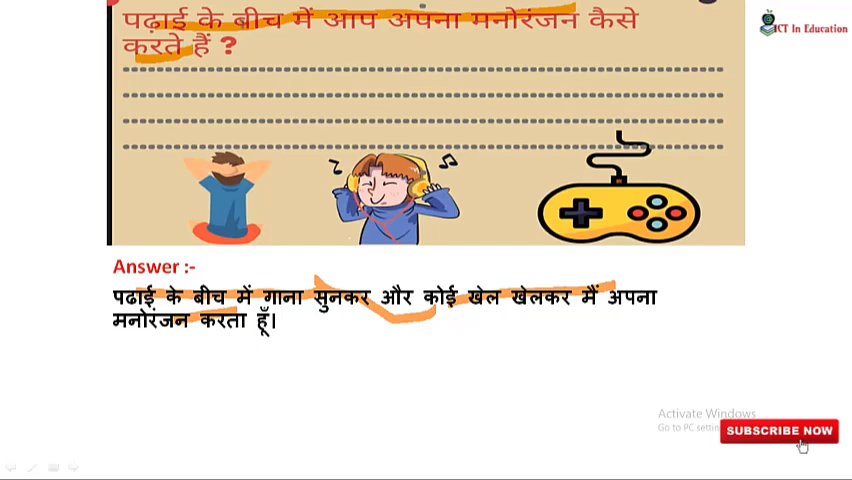 पढ़ाई के बीच में आप अपना मनोरंजन कैसे
करते हैं ?
ICT In Education
Answer :-
पढाई के बीच में गाना सुनकर और कोई खेल खेलकर मैं अपना
मनोरंजन करता हूँ।
Activate Windows
Go to PC settin
SUBSCRIBE NOW